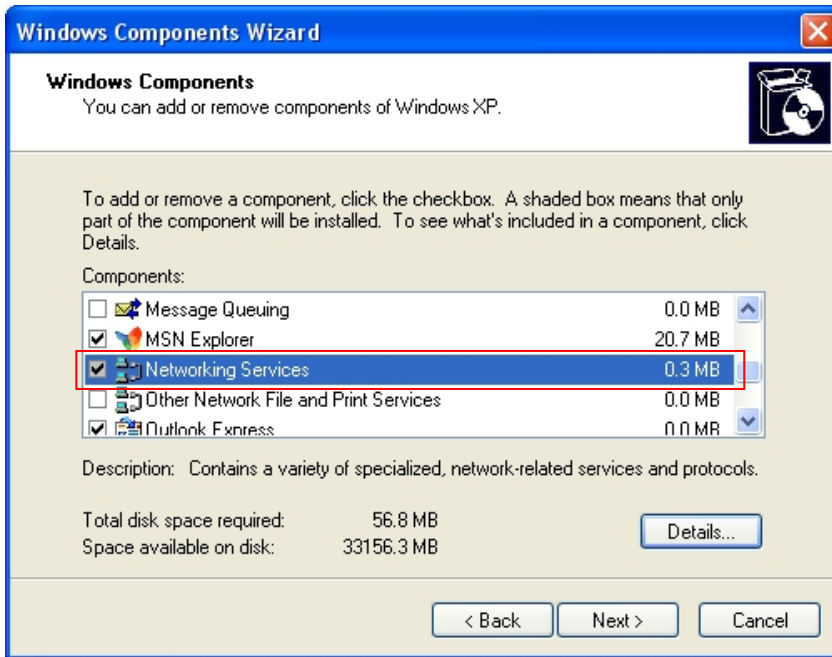 Windows Components Wizard
Windows Components
You can add or remove components of Windows XP.
To add or remove a component, click the checkbox. A shaded box means that only
part of the component will be installed. To see what's included in a component, click
Details.
Components:
Message Queuing 0.0 MB
MSN Explorer 20.7 MB
Networking Services 0.3 MB
Other Network File and Print Services 0.0 MB
Outlook Express 0.0 MB
Description: Contains a variety of specialized, network-related services and protocols.
Total disk space required: 56.8 MB
Space available on disk: 33156.3 MB
Details...
< Back Next > Cancel